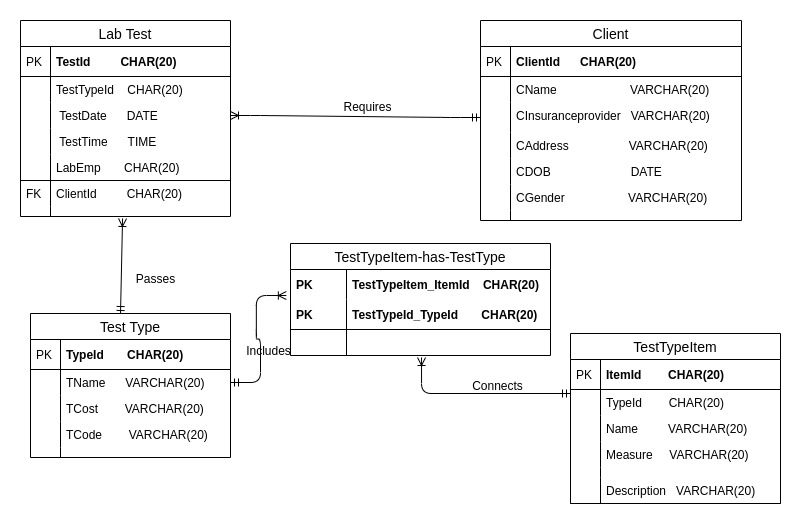 Lab Test
PK TestId CHAR(20)
TestTypeId CHAR(20)
TestDate DATE
TestTime TIME
LabEmp CHAR(20)
FK ClientId CHAR(20)
Requires
Client
PK ClientId CHAR(20)
CName VARCHAR(20)
CInsuranceprovider VARCHAR(20)
CAddress VARCHAR(20)
CDOB DATE
CGender VARCHAR(20)
Passes
TestTypeItem-has-TestType
PK TestTypeItem_ItemId CHAR(20)
PK TestTypeId_TypeId CHAR(20)
Includes
Connects
Test Type
PK TypeId CHAR(20)
TName VARCHAR(20)
TCost VARCHAR(20)
TCode VARCHAR(20)
TestTypeItem
PK ItemId CHAR(20)
TypeId CHAR(20)
Name VARCHAR(20)
Measure VARCHAR(20)
Description VARCHAR(20)